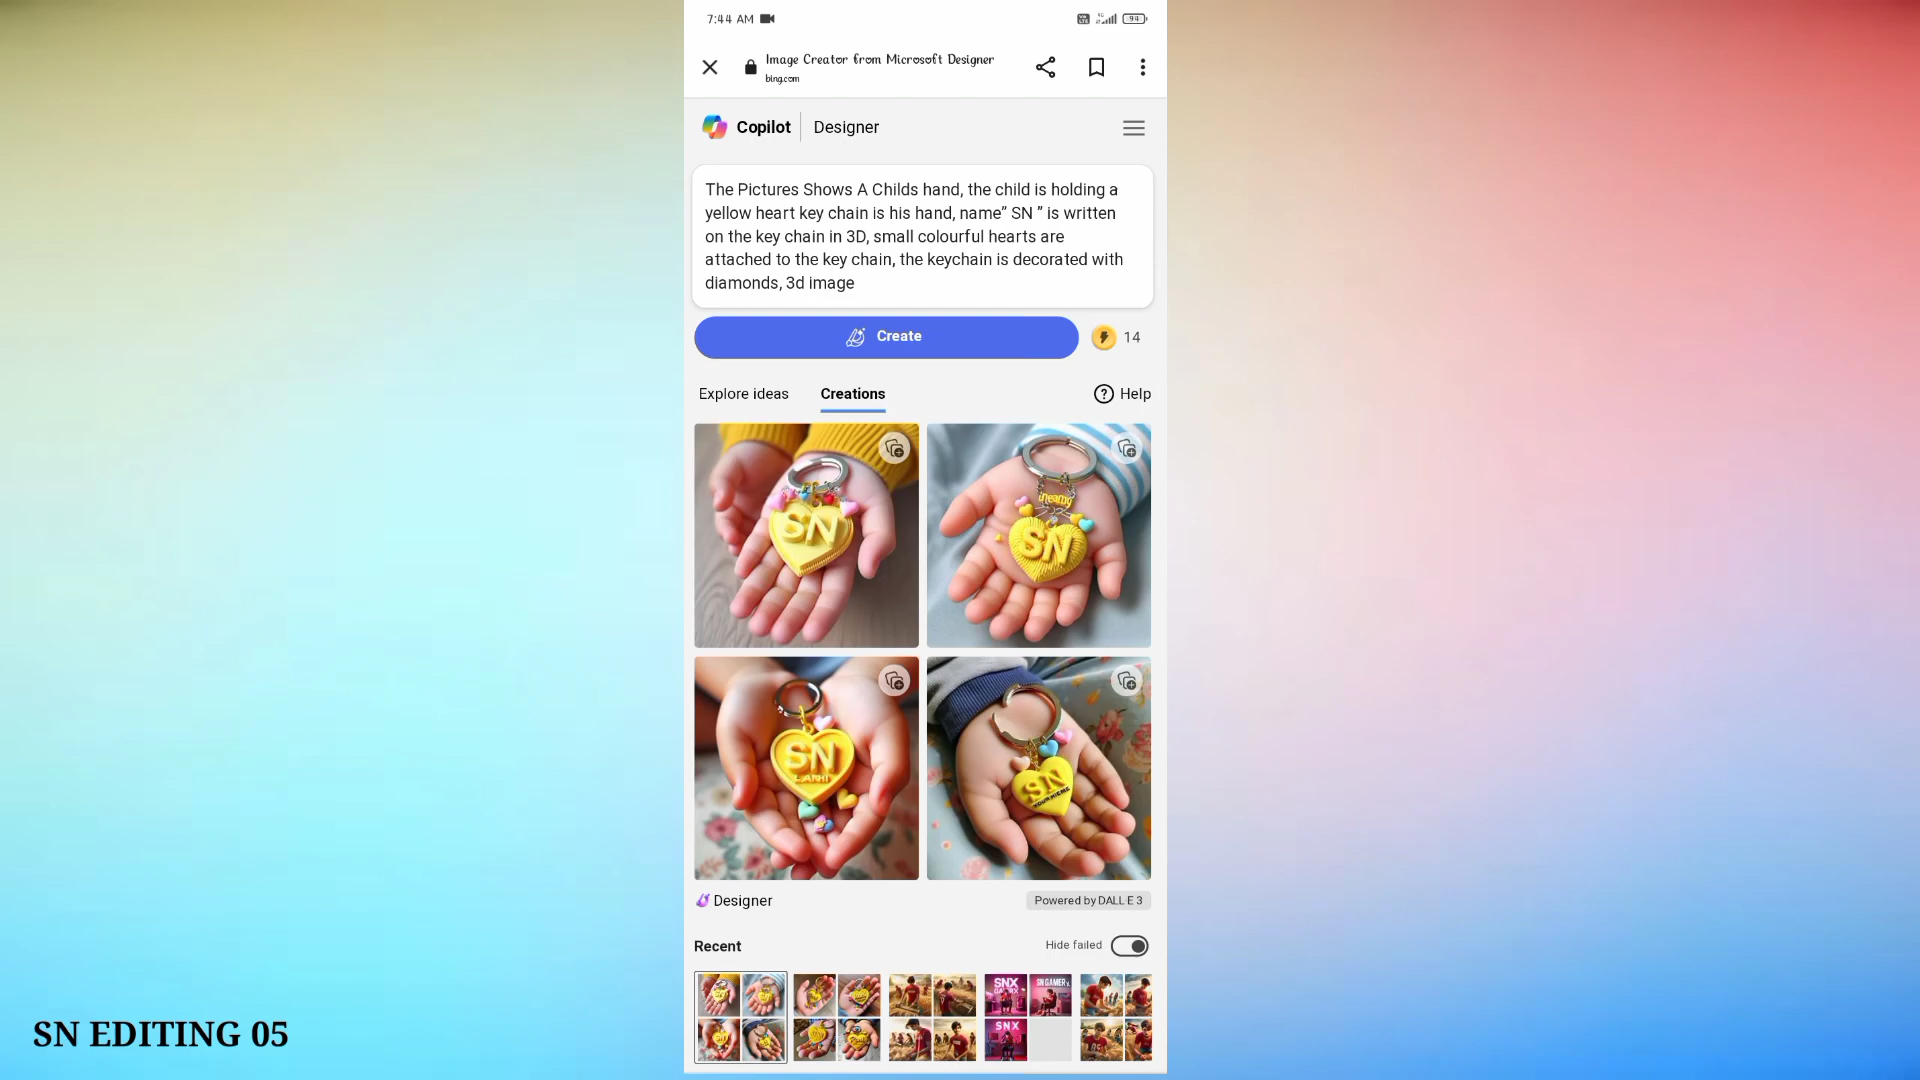 7:44 AM
94
Image Creator from Microsoft Designer
bing.com
Copilot | Designer
The Pictures Shows A Childs hand, the child is holding a
yellow heart key chain is his hand, name” SN ” is written
on the key chain in 3D, small colourful hearts are
attached to the key chain, the keychain is decorated with
diamonds, 3d image
Create
14
Explore ideas
Creations
Help
SN
SN
SN
SN
Designer
Powered by DALL E 3
Recent
Hide failed
SNX
SN GAMER
SNX
SN EDITING 05